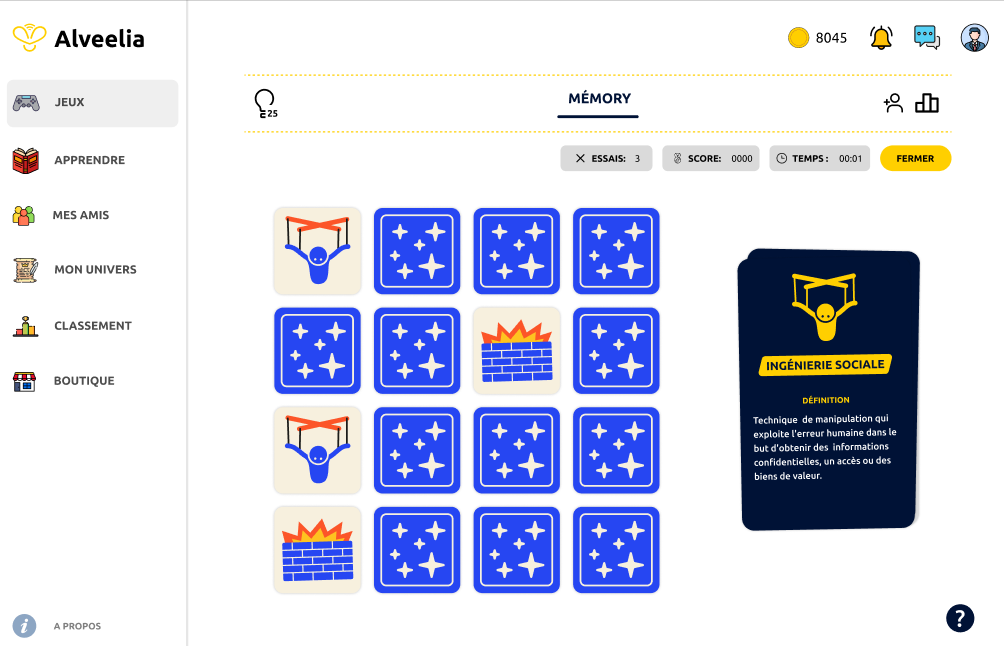 Alveelia
8045
JEUX
APPRENDRE
MES AMIS
MON UNIVERS
CLASSEMENT
BOUTIQUE
A PROPOS
25
MÉMORY
ESSAIS: 3
SCORE: 0000
TEMPS : 00:01
FERMER
INGÉNIERIE SOCIALE
DÉFINITION
Technique de manipulation qui
exploite l'erreur humaine dans le
but d'obtenir des informations
confidentielles, un accès ou des
biens de valeur.
?